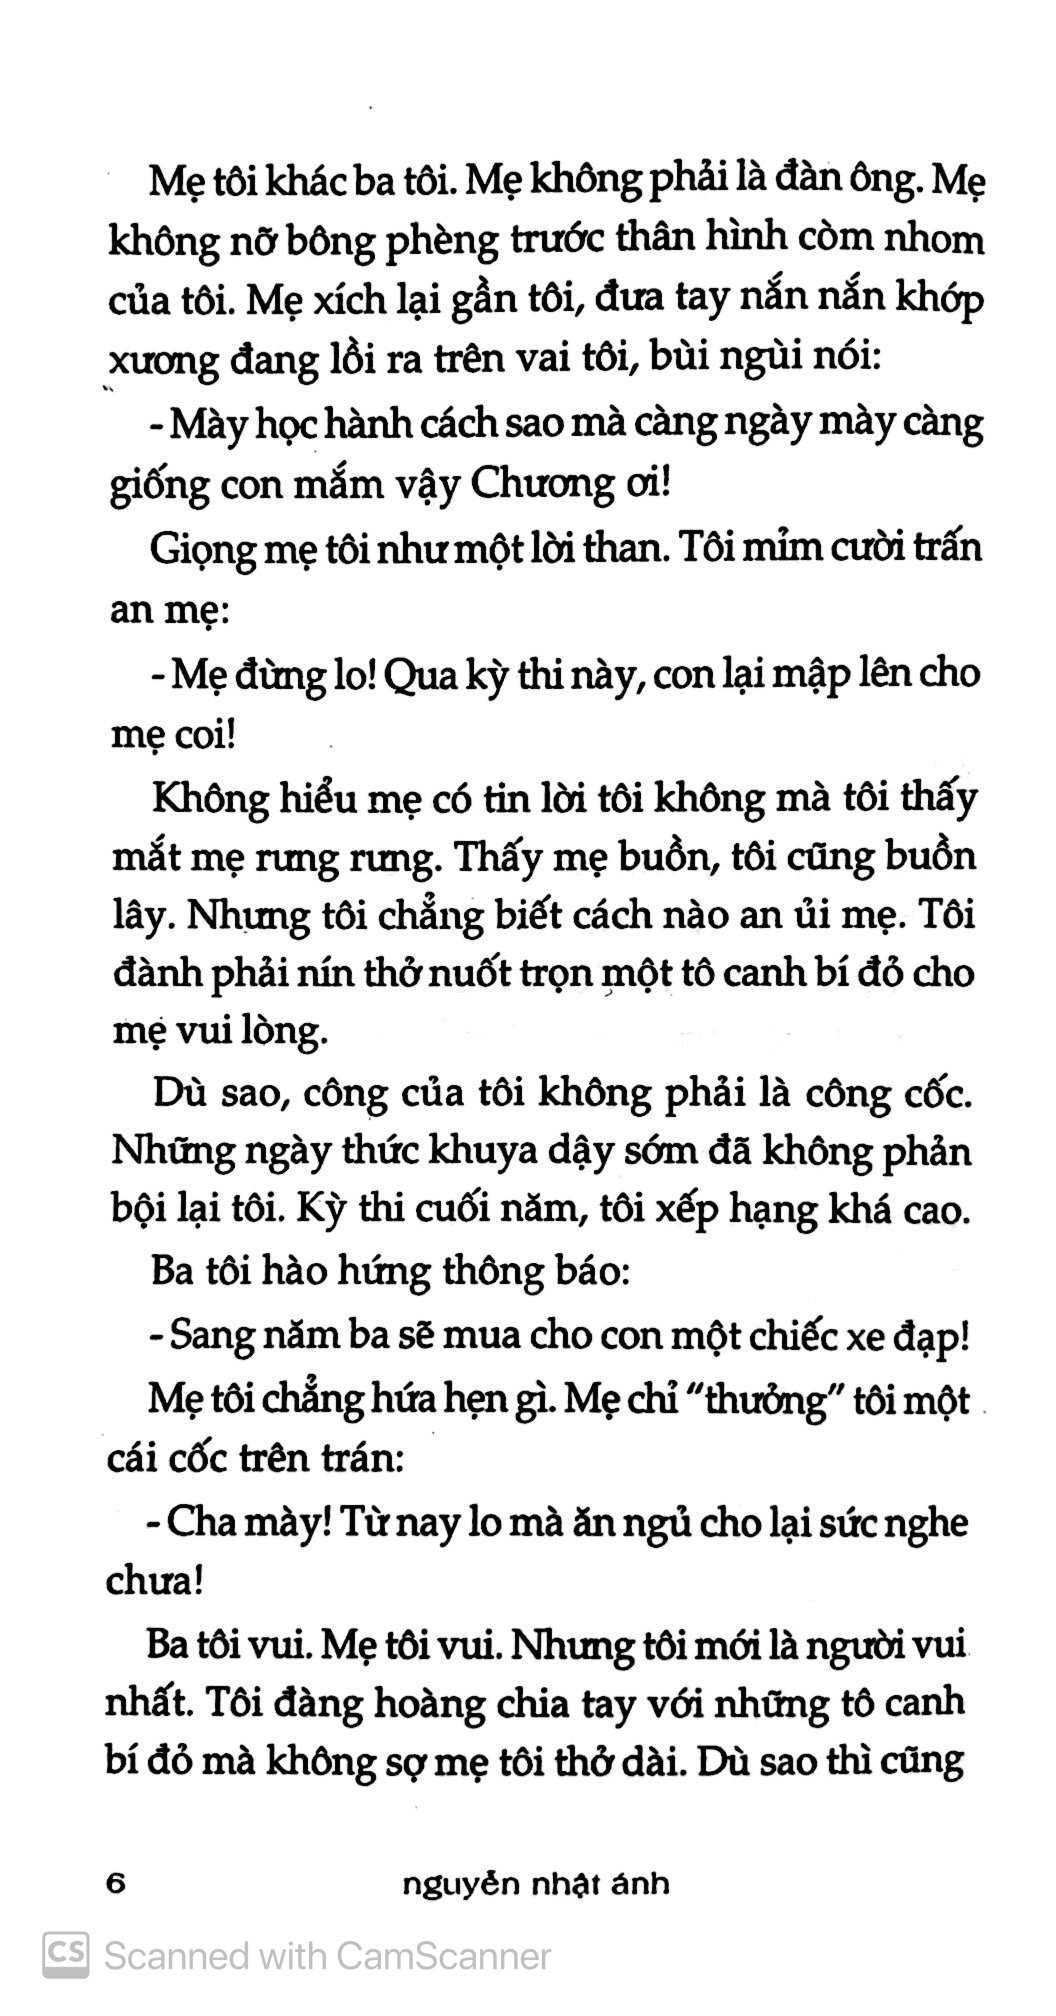 Mẹ tôi khác ba tôi. Mẹ không phải là đàn ông. Mẹ
không nỡ bông phèng trước thân hình còm nhom
của tôi. Mẹ xích lại gần tôi, đưa tay nắn nắn khớp
xương đang lồi ra trên vai tôi, bùi ngùi nói:
- Mày học hành cách sao mà càng ngày mày càng
giống con mắm vậy Chương ơi!
Giọng mẹ tôi như một lời than. Tôi mỉm cười trấn
an mẹ:
- Mẹ đừng lo! Qua kỳ thi này, con lại mập lên cho
mẹ coi!
Không hiểu mẹ có tin lời tôi không mà tôi thấy
mắt mẹ rưng rưng. Thấy mẹ buồn, tôi cũng buồn
lây. Nhưng tôi chẳng biết cách nào an ủi mẹ. Tôi
đành phải nín thở nuốt trọn một tô canh bí đỏ cho
mẹ vui lòng.
Dù sao, công của tôi không phải là công cốc.
Những ngày thức khuya dậy sớm đã không phản
bội lại tôi. Kỳ thi cuối năm, tôi xếp hạng khá cao.
Ba tôi hào hứng thông báo:
- Sang năm ba sẽ mua cho con một chiếc xe đạp!
Mẹ tôi chẳng hứa hẹn gì. Mẹ chỉ "thưởng" tôi một
cái cốc trên trán:
- Cha mày! Từ nay lo mà ăn ngủ cho lại sức nghe
chưa!
Ba tôi vui. Mẹ tôi vui. Nhưng tôi mới là người vui
nhất. Tôi đàng hoàng chia tay với những tô canh
bí đỏ mà không sợ mẹ tôi thở dài. Dù sao thì cũng
6 nguyễn nhật ánh
CS Scanned with CamScanner